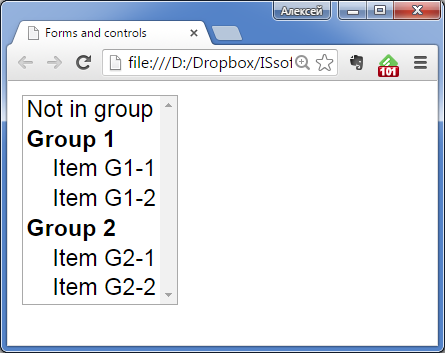 Алексей
Forms and controls
file:///D:/Dropbox/ISsof
101
Not in group
Group 1
Item G1-1
Item G1-2
Group 2
Item G2-1
Item G2-2